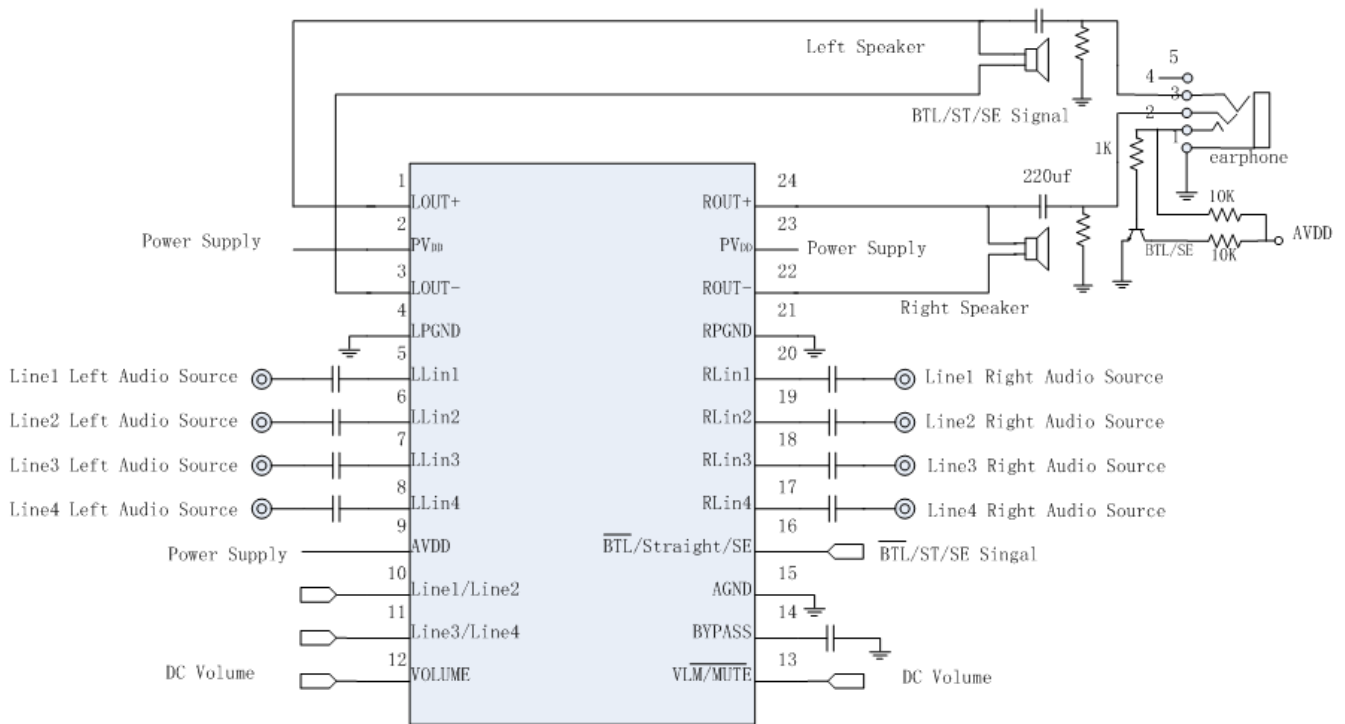 Left Speaker
BTL/ST/SE Signal
5
4
3
2
1
earphone
1K
10K
10K
AVDD
BTL/SE
220uf
1
LOUT+
2
Power Supply
PVDD
3
LOUT-
4
LPGND
5
Line1 Left Audio Source
LLin1
6
Line2 Left Audio Source
LLin2
7
Line3 Left Audio Source
LLin3
8
Line4 Left Audio Source
LLin4
9
Power Supply
AVDD
10
Line1/Line2
11
Line3/Line4
12
DC Volume
VOLUME
24
ROUT+
23
PVDD
Power Supply
22
ROUT-
Right Speaker
21
RPGND
20
RLin1
Line1 Right Audio Source
19
RLin2
Line2 Right Audio Source
18
RLin3
Line3 Right Audio Source
17
RLin4
Line4 Right Audio Source
16
BTL/Straight/SE
BTL/ST/SE Singal
15
AGND
14
BYPASS
13
VLM/MUTE
DC Volume